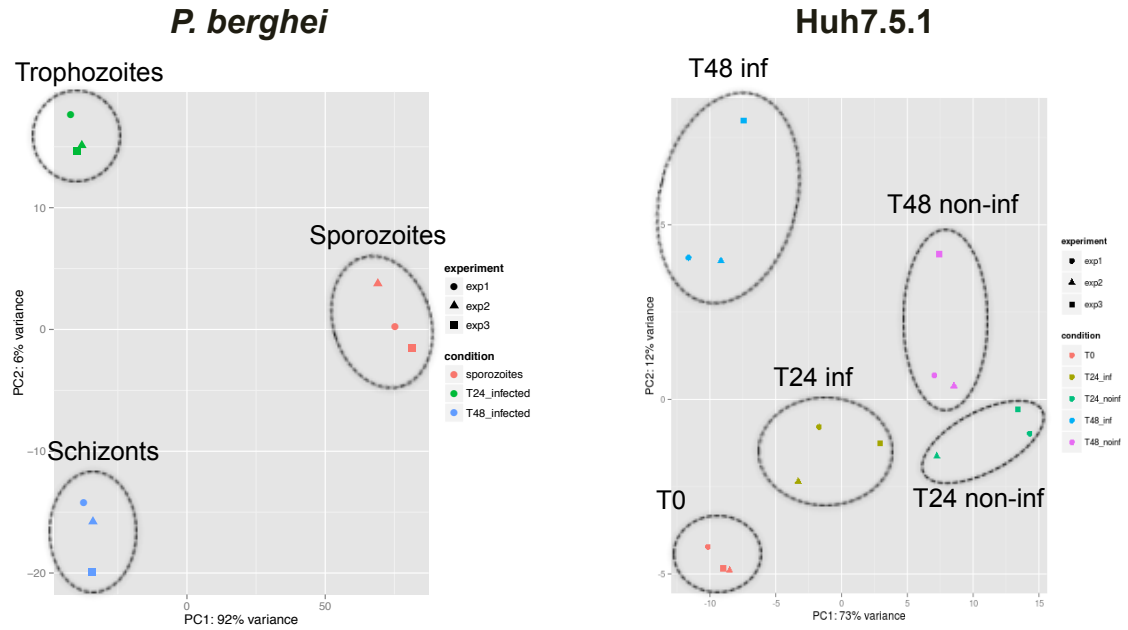 P. berghei
Trophozoites
Sporozoites
Schizonts
10
0
−10
−20
0
50
PC2: 6% variance
PC1: 92% variance
experiment
exp1
exp2
exp3
condition
sporozoites
T24_infected
T48_infected
Huh7.5.1
T48 inf
T48 non-inf
T24 inf
T24 non-inf
T0
5
0
-5
-10
-5
0
5
10
15
PC2: 12% variance
PC1: 73% variance
experiment
exp1
exp2
exp3
condition
T0
T24_inf
T24_noinf
T48_inf
T48_noinf